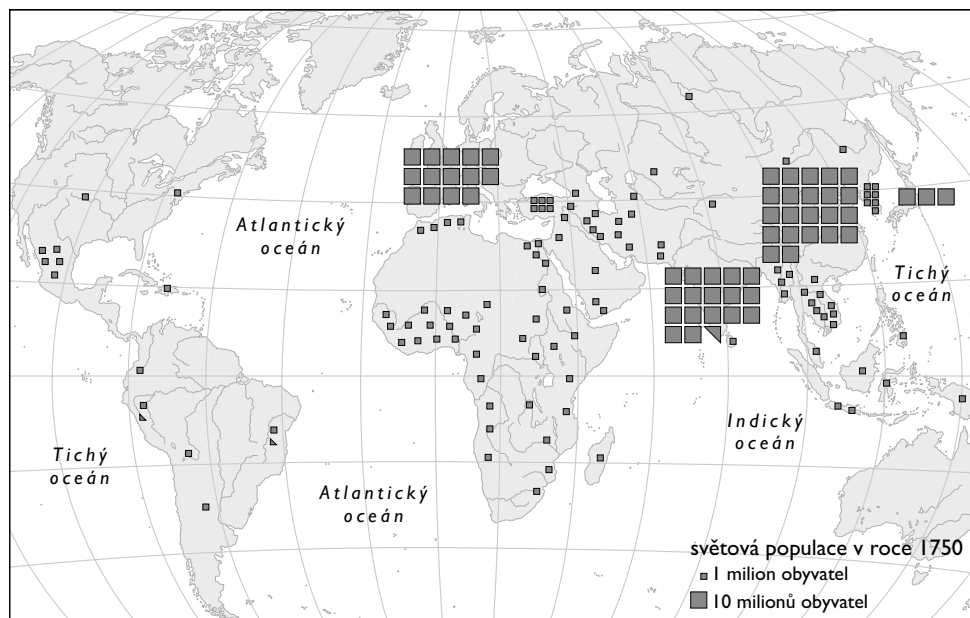 Atlantický
oceán
Tichý
oceán
Indický
oceán
Tichý
oceán
Atlantický
oceán
světová populace v roce 1750
1 milion obyvatel
10 milionů obyvatel